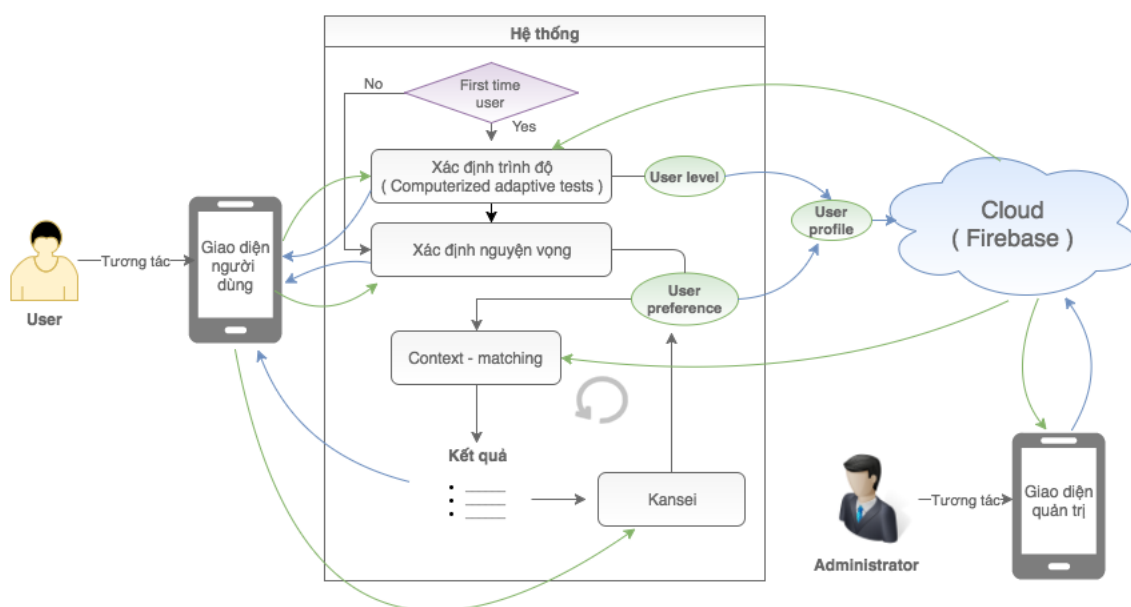 Hệ thống
First time
user
No
Yes
Xác định trình độ
( Computerized adaptive tests )
User level
User
profile
Cloud
( Firebase )
Giao diện
người
dùng
Tương tác
User
Xác định nguyện vọng
User
preference
Context - matching
Kết quả
Kansei
Tương tác
Giao diện
quản trị
Administrator